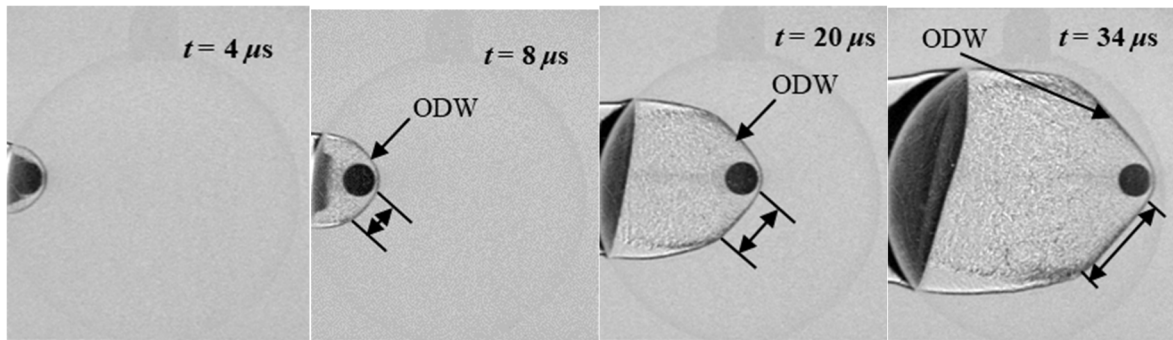 t = 4 μs
t = 8 μs
ODW
t = 20 μs
ODW
t = 34 μs
ODW